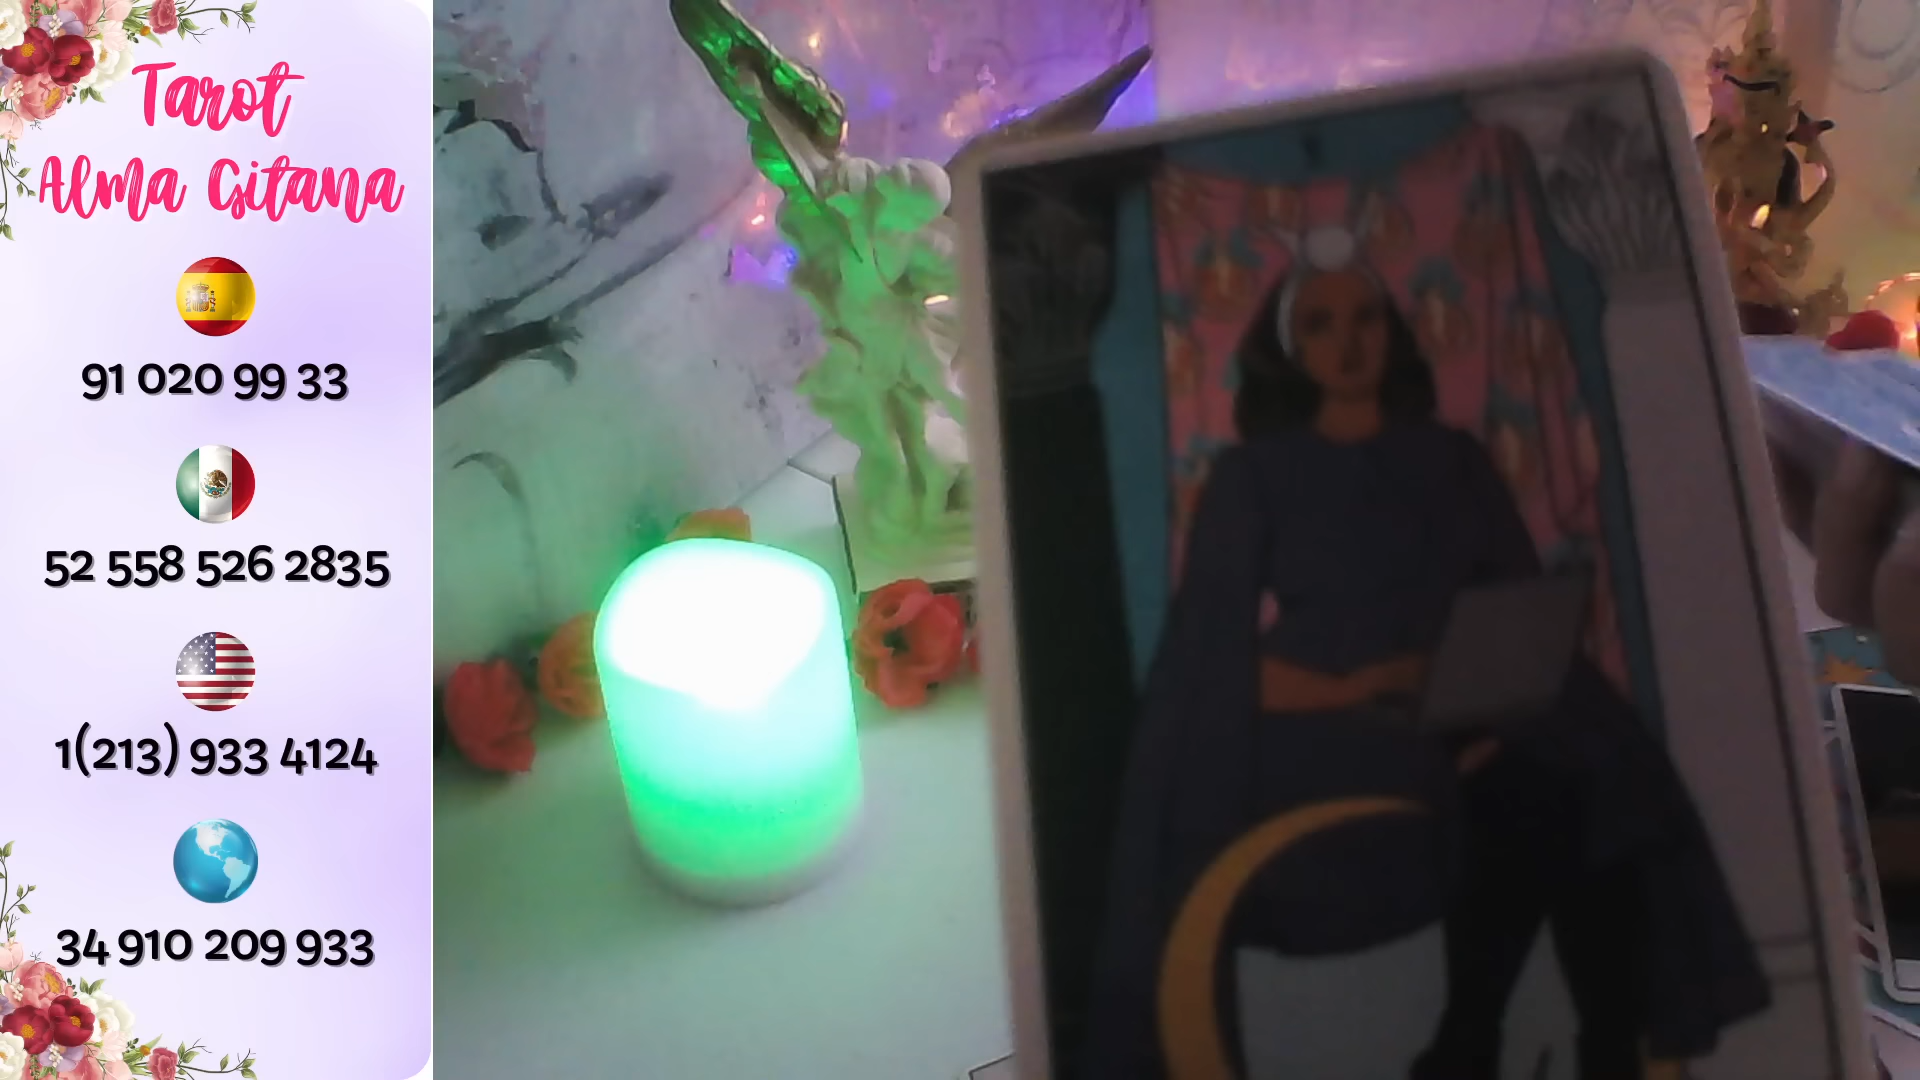 Tarot
Alma Gitana
91 020 99 33
52 558 526 2835
1(213) 933 4124
34 910 209 933